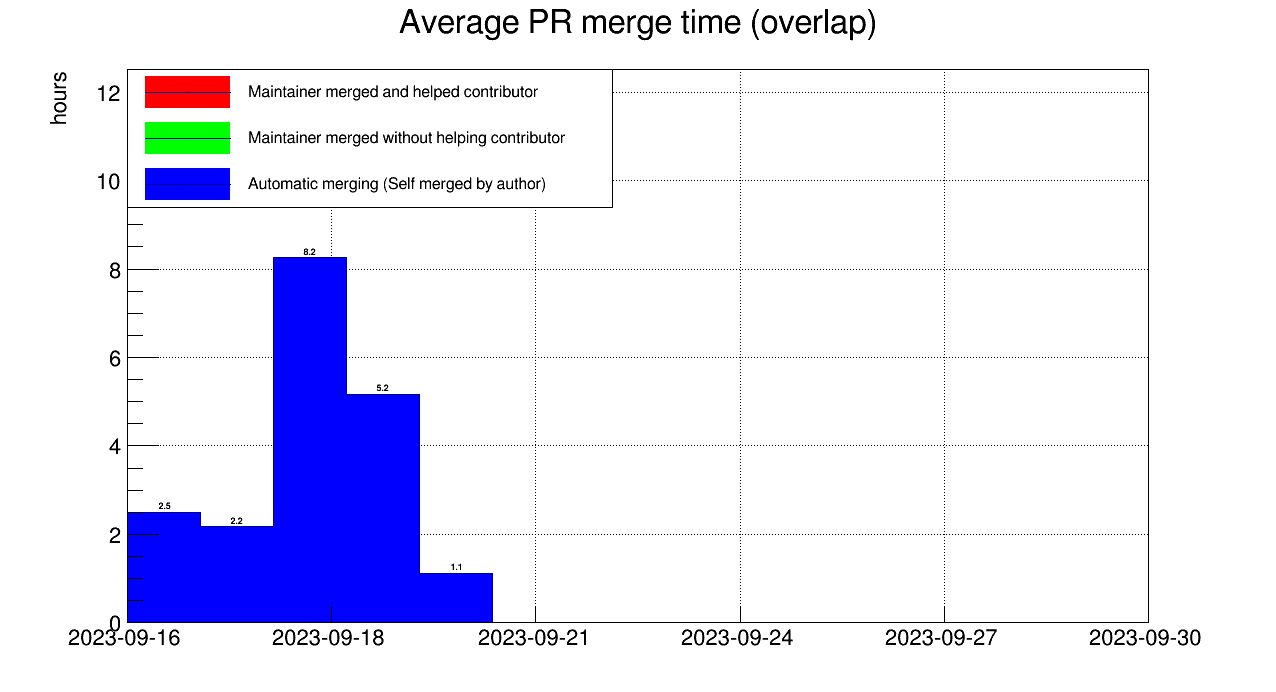 Average PR merge time (overlap)
hours
Maintainer merged and helped contributor
Maintainer merged without helping contributor
Automatic merging (Self merged by author)
12
10
8
6
4
2
0
8.2
5.2
2.5
2.2
1.1
2023-09-16 2023-09-18 2023-09-21 2023-09-24 2023-09-27 2023-09-30